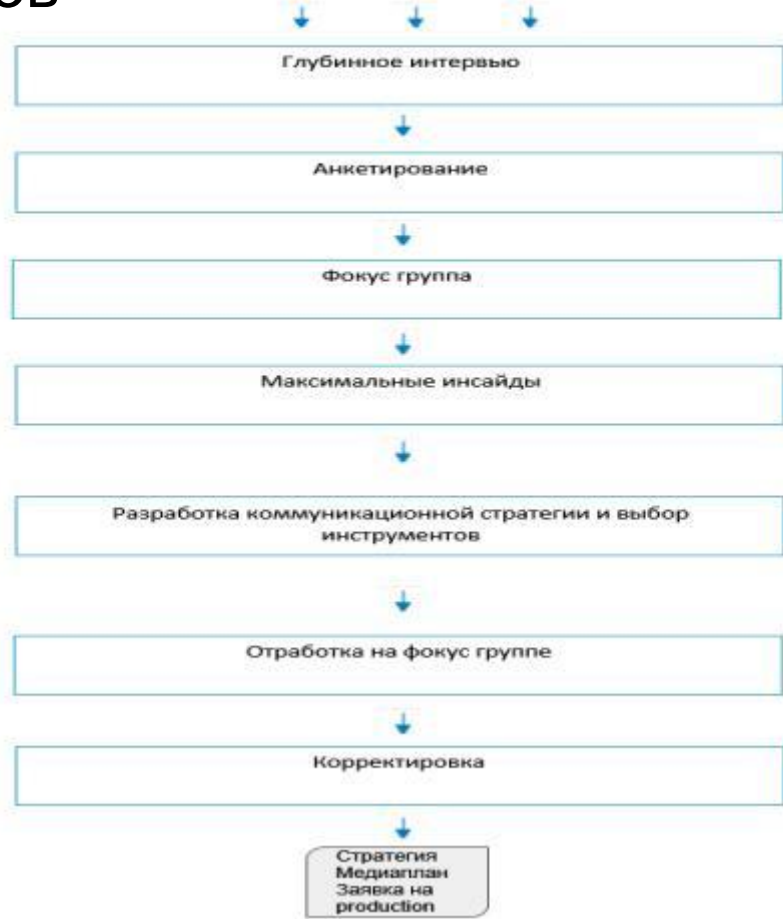 ов
Глубинное интервью
Анкетирование
Фокус группа
Максимальные инсайды
Разработка коммуникационной стратегии и выбор
инструментов
Отработка на фокус группе
Корректировка
Стратегия
Медиаплан
Заявка на
production